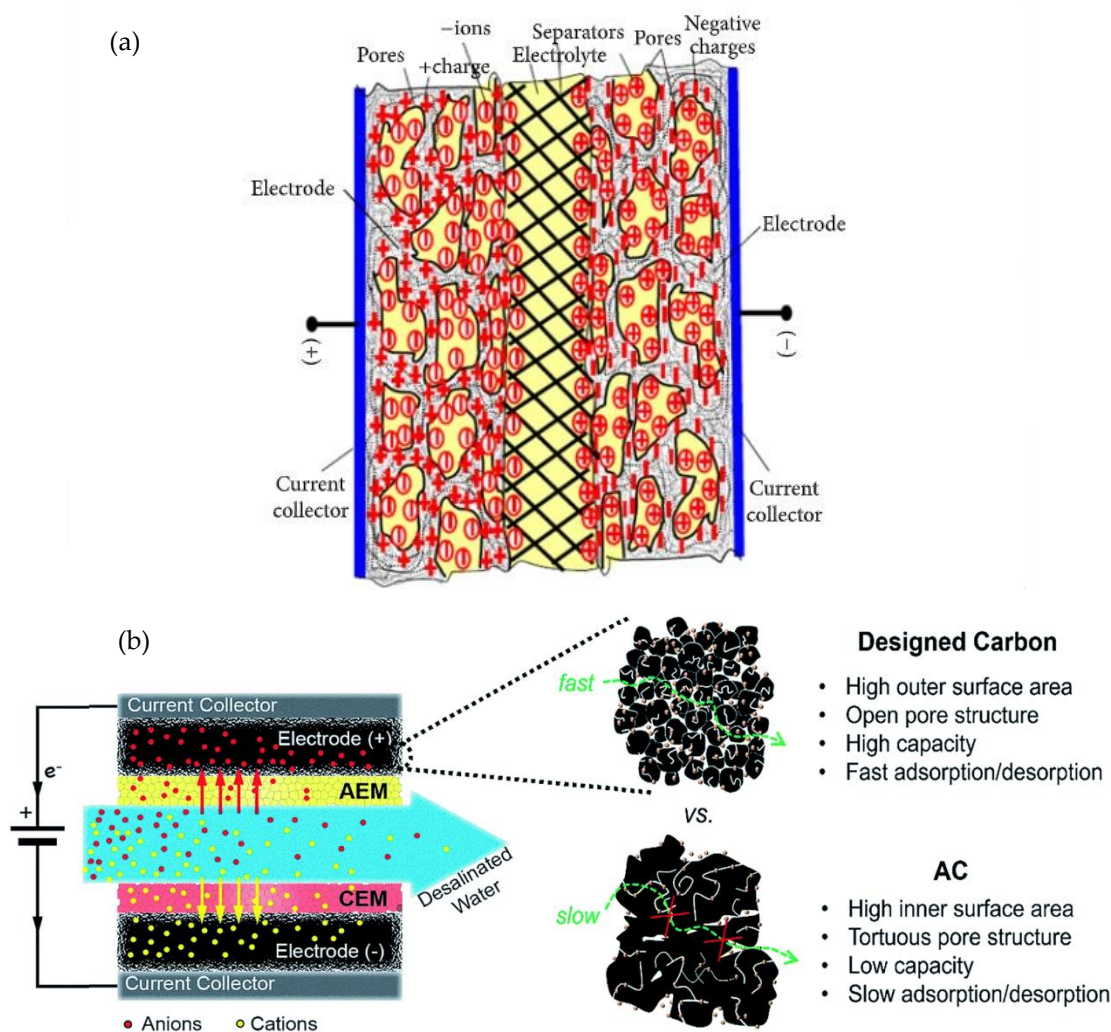 (a)
−ions
Separators
Negative
charges
Pores
+charge
Electrolyte
Pores
Electrode
Electrode
(+)
(−)
Current
collector
Current
collector
(b)
Current Collector
Electrode (+)
AEM
e-
+
Desalinated
Water
CEM
Electrode (-)
Current Collector
Anions
Cations
fast
Designed Carbon
• High outer surface area
• Open pore structure
• High capacity
• Fast adsorption/desorption
vs.
slow
AC
• High inner surface area
• Tortuous pore structure
• Low capacity
• Slow adsorption/desorption